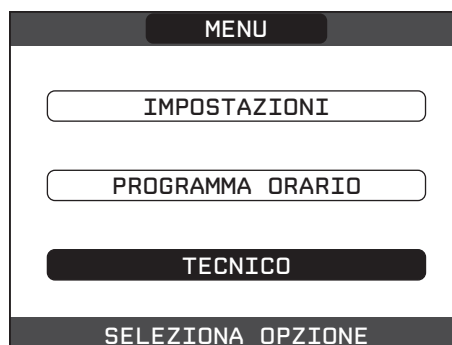 MENU
IMPOSTAZIONI
PROGRAMMA ORARIO
TECNICO
SELEZIONA OPZIONE